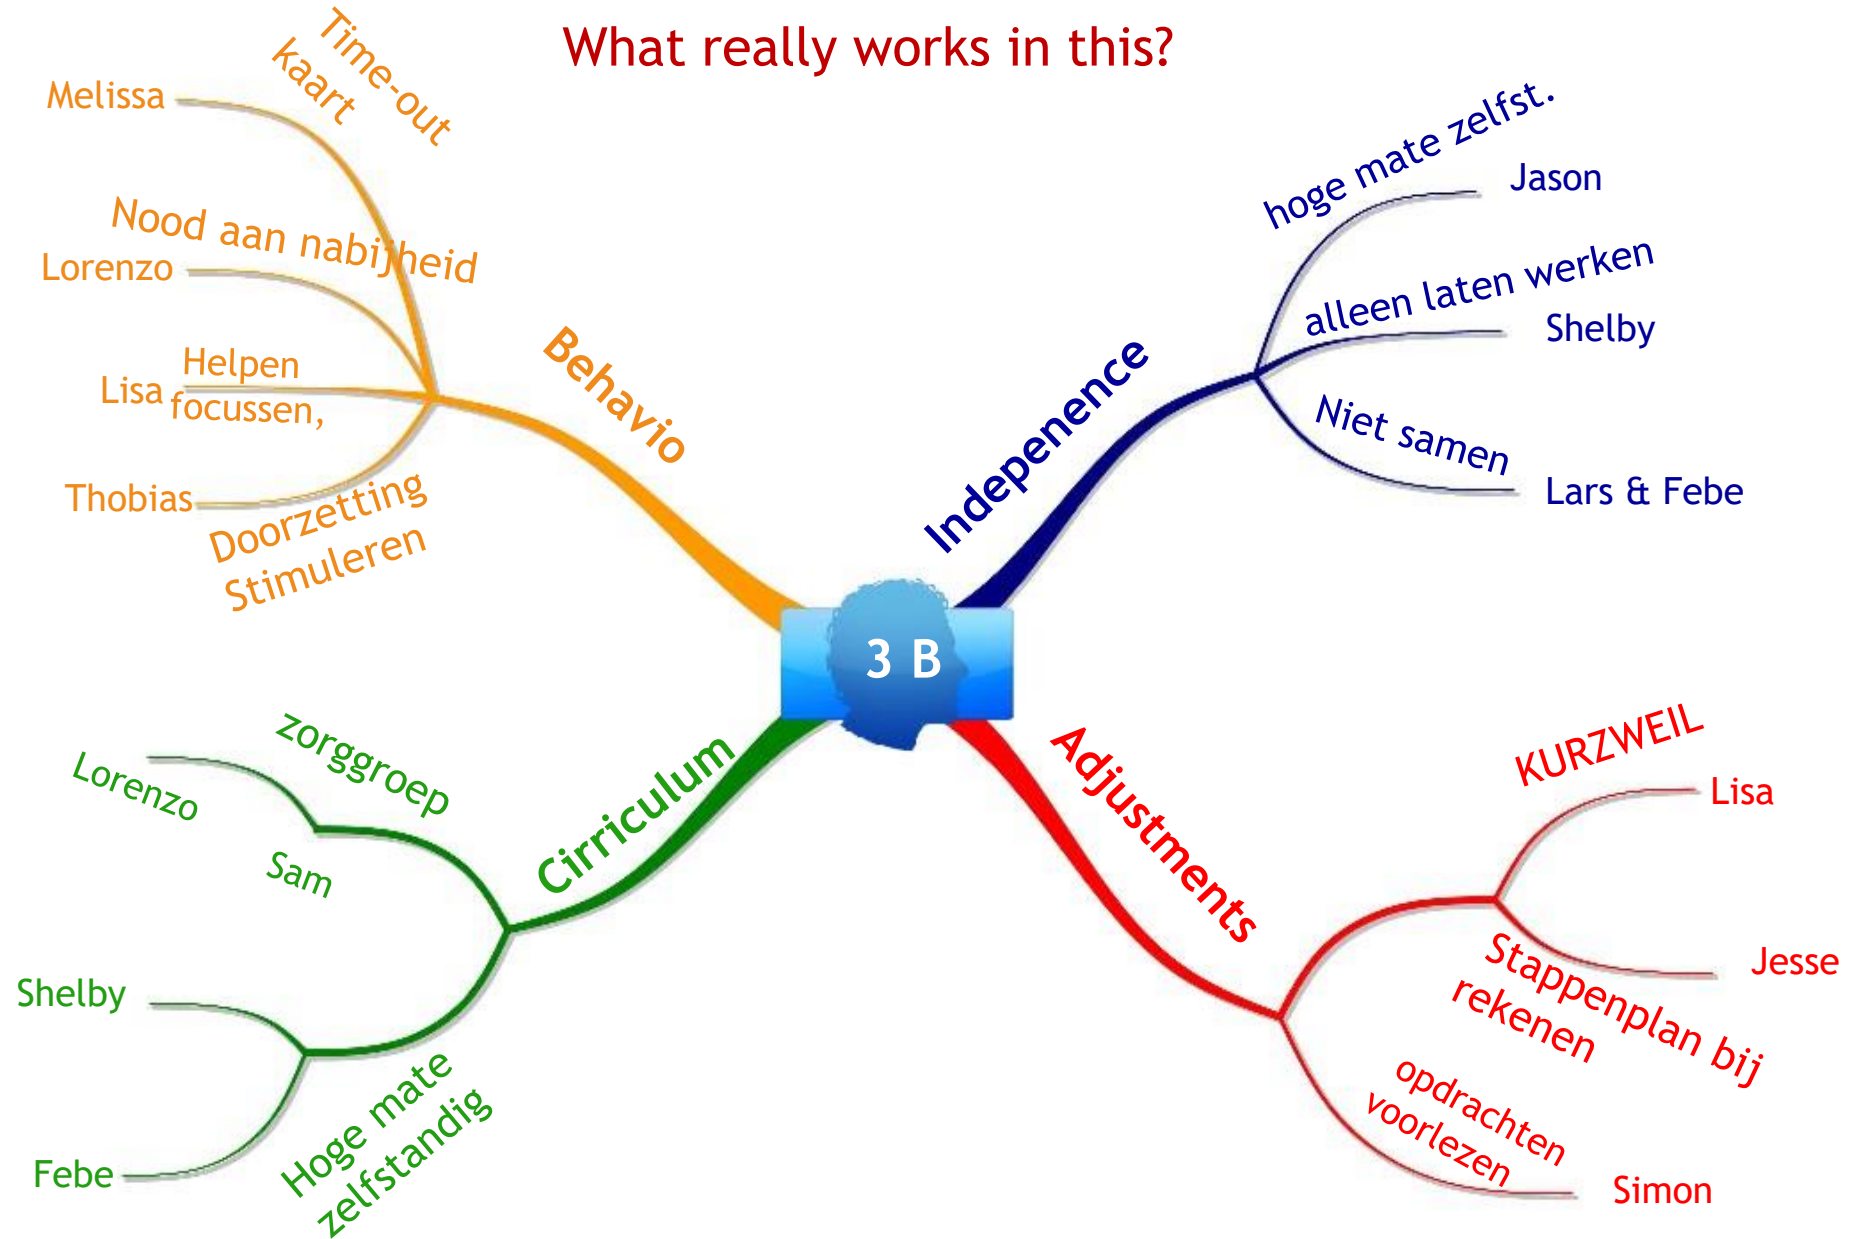 What really works in this?
Time-out
kaart
Melissa
Nood aan nabijheid
Lorenzo
Helpen
Lisa
focussen,
Thobias
Doorzetting
Stimuleren
Behavio
Indepenence
hoge mate zelfst.
Jason
alleen laten werken
Shelby
Niet samen
Lars & Febe
3 B
Cirriculum
zorggroep
Lorenzo
Sam
Shelby
Hoge mate
zelfstandig
Febe
Adjustments
KURZWEIL
Lisa
Jesse
Stappenplan bij
rekenen
opdrachten
voorlezen
Simon